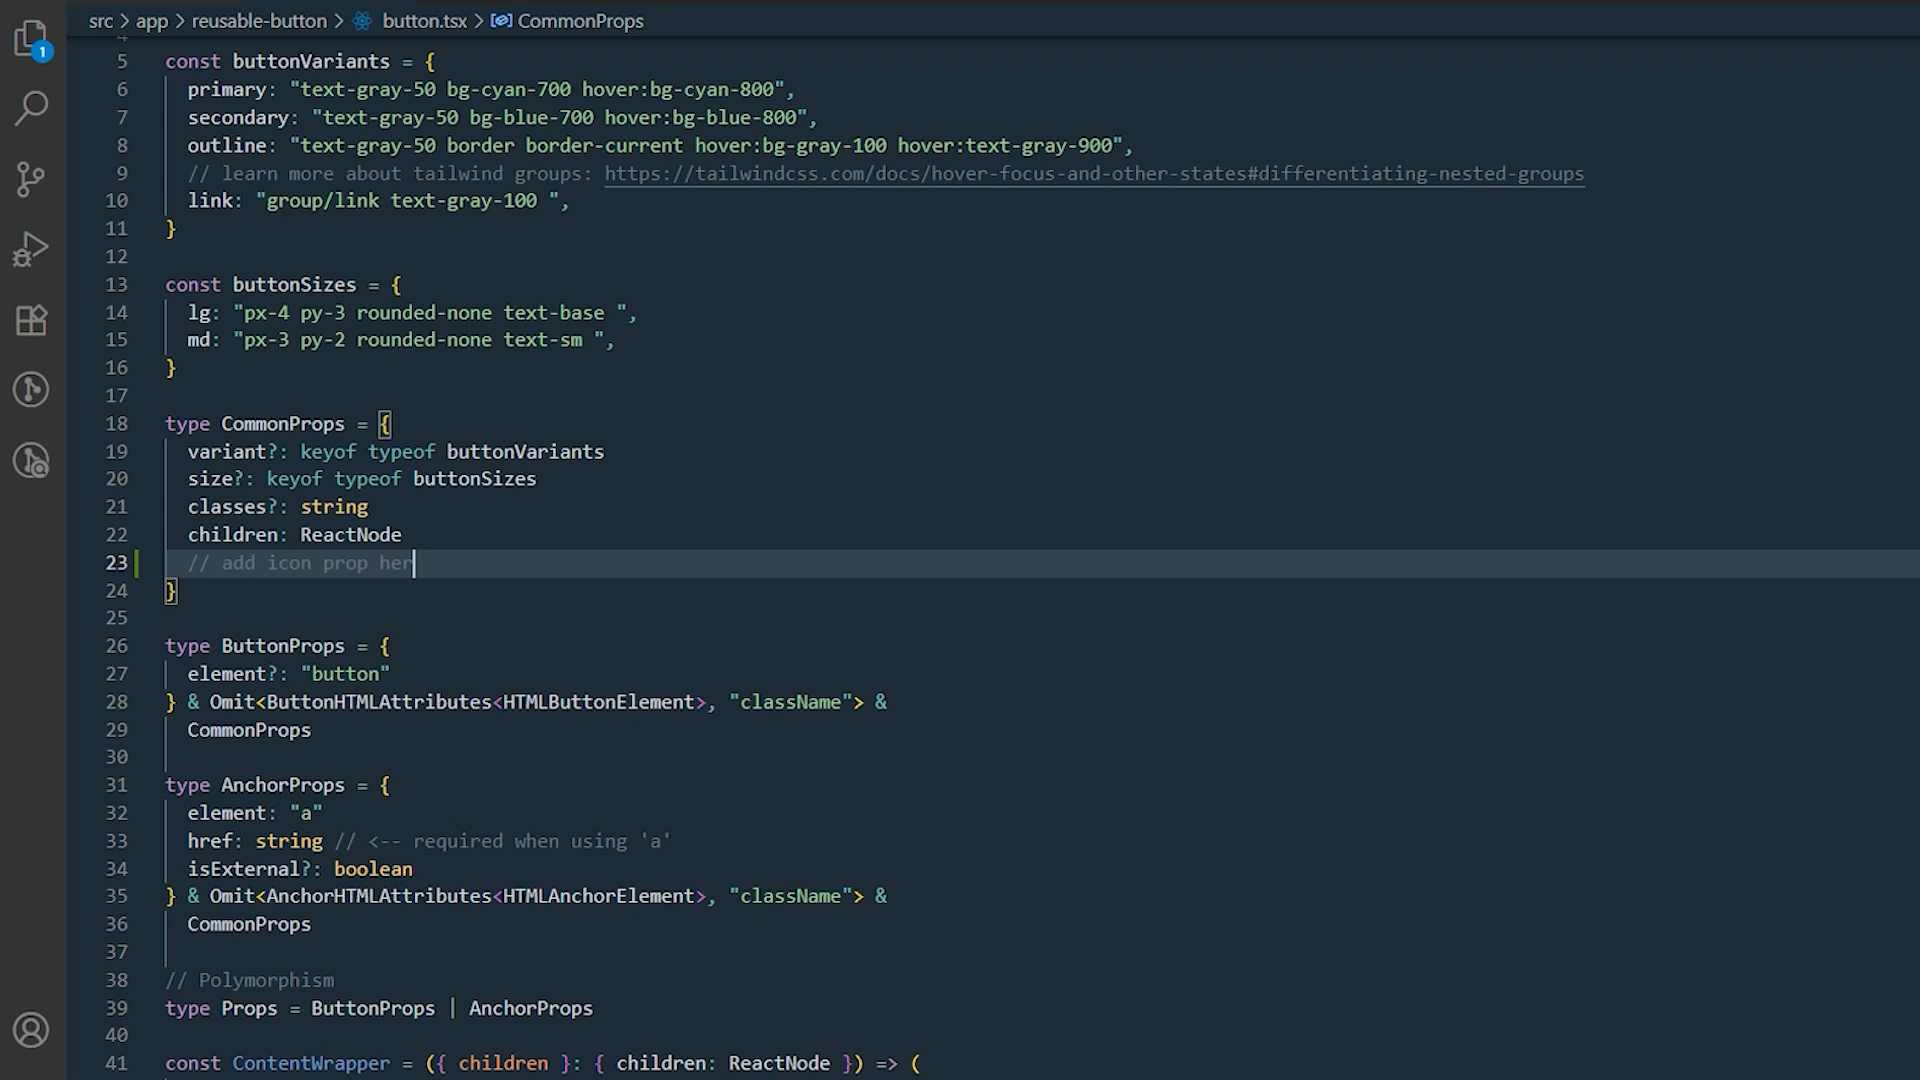 src > app > reusable-button > button.tsx > CommonProps
1
5 const buttonVariants = {
6 primary: "text-gray-50 bg-cyan-700 hover:bg-cyan-800",
7 secondary: "text-gray-50 bg-blue-700 hover:bg-blue-800",
8 outline: "text-gray-50 border border-current hover:bg-gray-100 hover:text-gray-900",
9 // learn more about tailwind groups: https://tailwindcss.com/docs/hover-focus-and-other-states#differentiating-nested-groups
10 link: "group/link text-gray-100 ",
11 }
12
13 const buttonSizes = {
14 lg: "px-4 py-3 rounded-none text-base ",
15 md: "px-3 py-2 rounded-none text-sm ",
16 }
17
18 type CommonProps = {
19 variant?: keyof typeof buttonVariants
20 size?: keyof typeof buttonSizes
21 classes?: string
22 children: ReactNode
23 // add icon prop her
24 }
25
26 type ButtonProps = {
27 element?: "button"
28 } & Omit<ButtonHTMLAttributes<HTMLButtonElement>, "className"> &
29 CommonProps
30
31 type AnchorProps = {
32 element: "a"
33 href: string // <-- required when using 'a'
34 isExternal?: boolean
35 } & Omit<AnchorHTMLAttributes<HTMLAnchorElement>, "className"> &
36 CommonProps
37
38 // Polymorphism
39 type Props = ButtonProps | AnchorProps
40
41 const ContentWrapper = ({ children }: { children: ReactNode }) => (